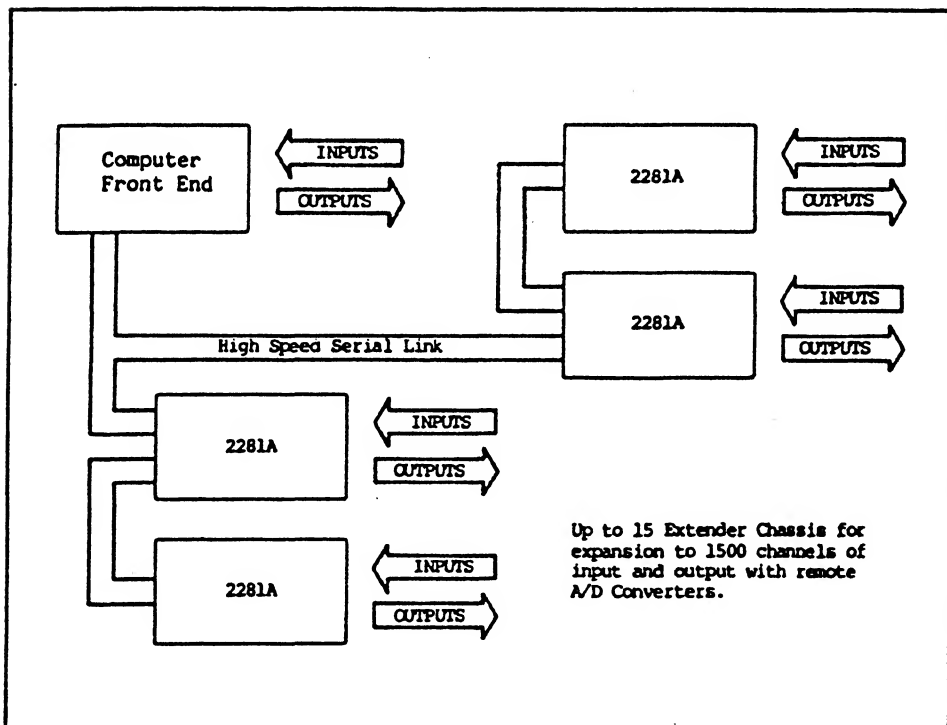 Computer
Front End
INPUTS
OUTPUTS
2281A
INPUTS
OUTPUTS
2281A
INPUTS
OUTPUTS
High Speed Serial Link
2281A
INPUTS
OUTPUTS
2281A
INPUTS
OUTPUTS
Up to 15 Extender Chassis for
expansion to 1500 channels of
input and output with remote
A/D Converters.